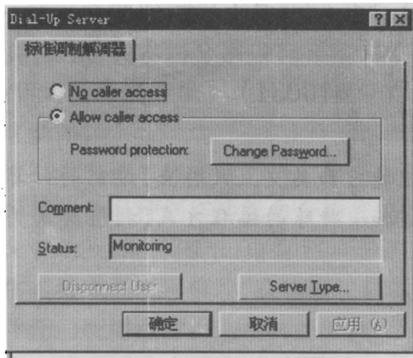 Dial-Up Server
标准调制解调器
No caller access
Allow caller access
Password protection: Change Password...
Comment:
Status: Monitoring
Disconnect User Server Type...
确定 取消 应用 (A)